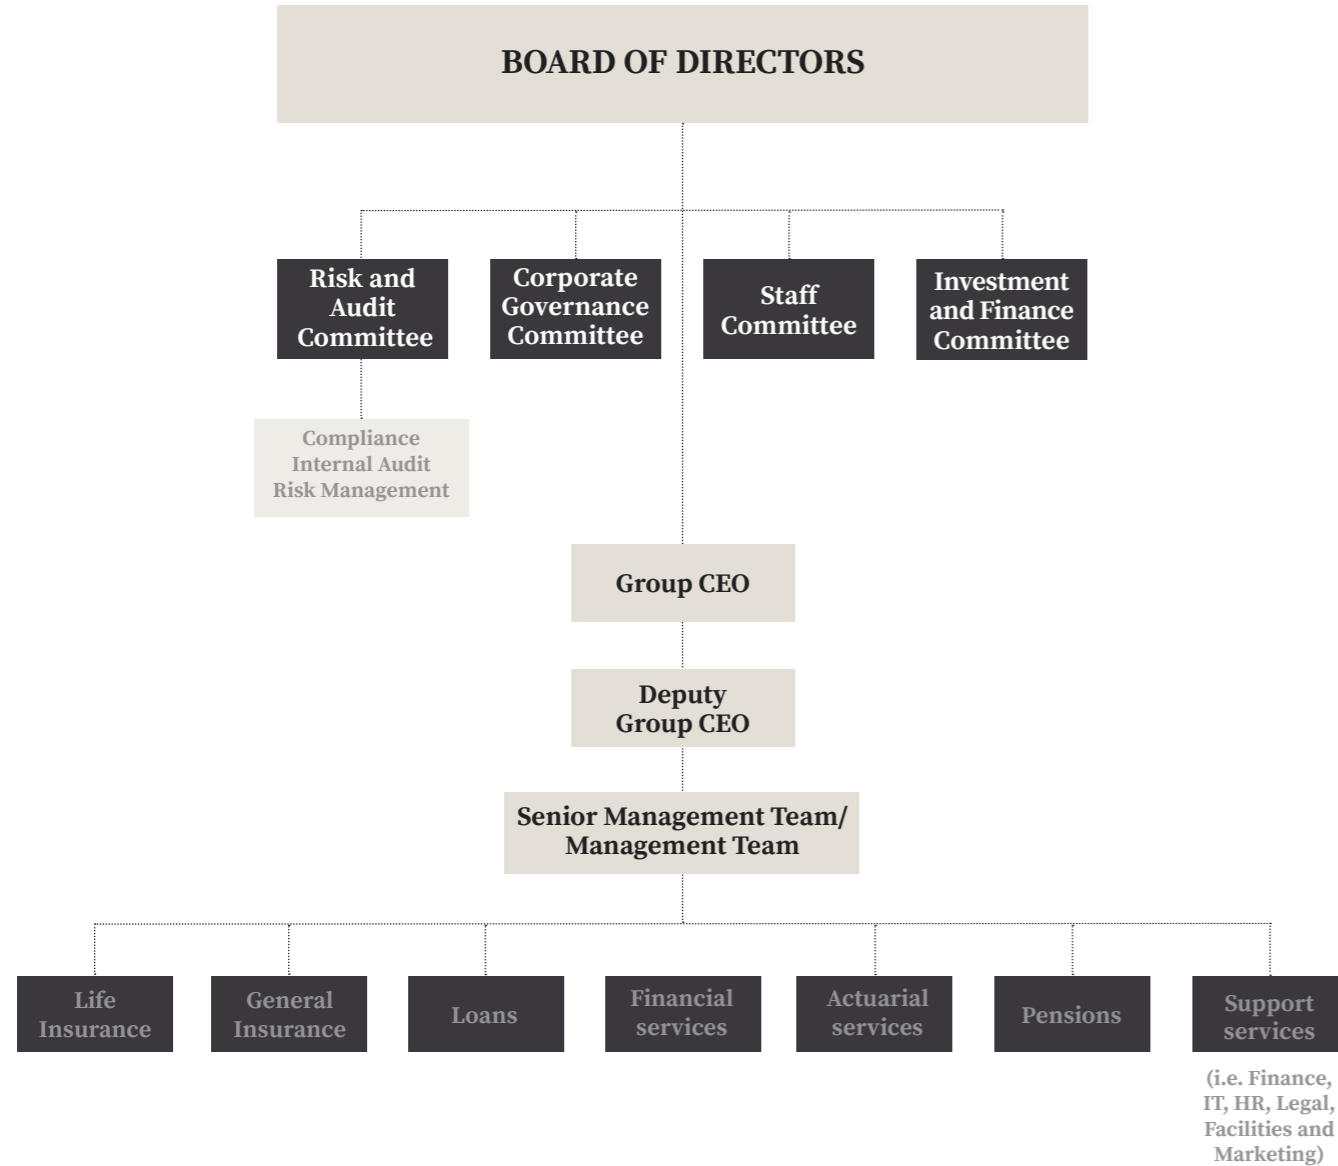 BOARD OF DIRECTORS
Risk and
Audit
Committee
Corporate
Governance
Committee
Staff
Committee
Investment
and Finance
Committee
Compliance
Internal Audit
Risk Management
Group CEO
Deputy
Group CEO
Senior Management Team/
Management Team
Life
Insurance
General
Insurance
Loans
Financial
services
Actuarial
services
Pensions
Support
services
(i.e. Finance,
IT, HR, Legal,
Facilities and
Marketing)